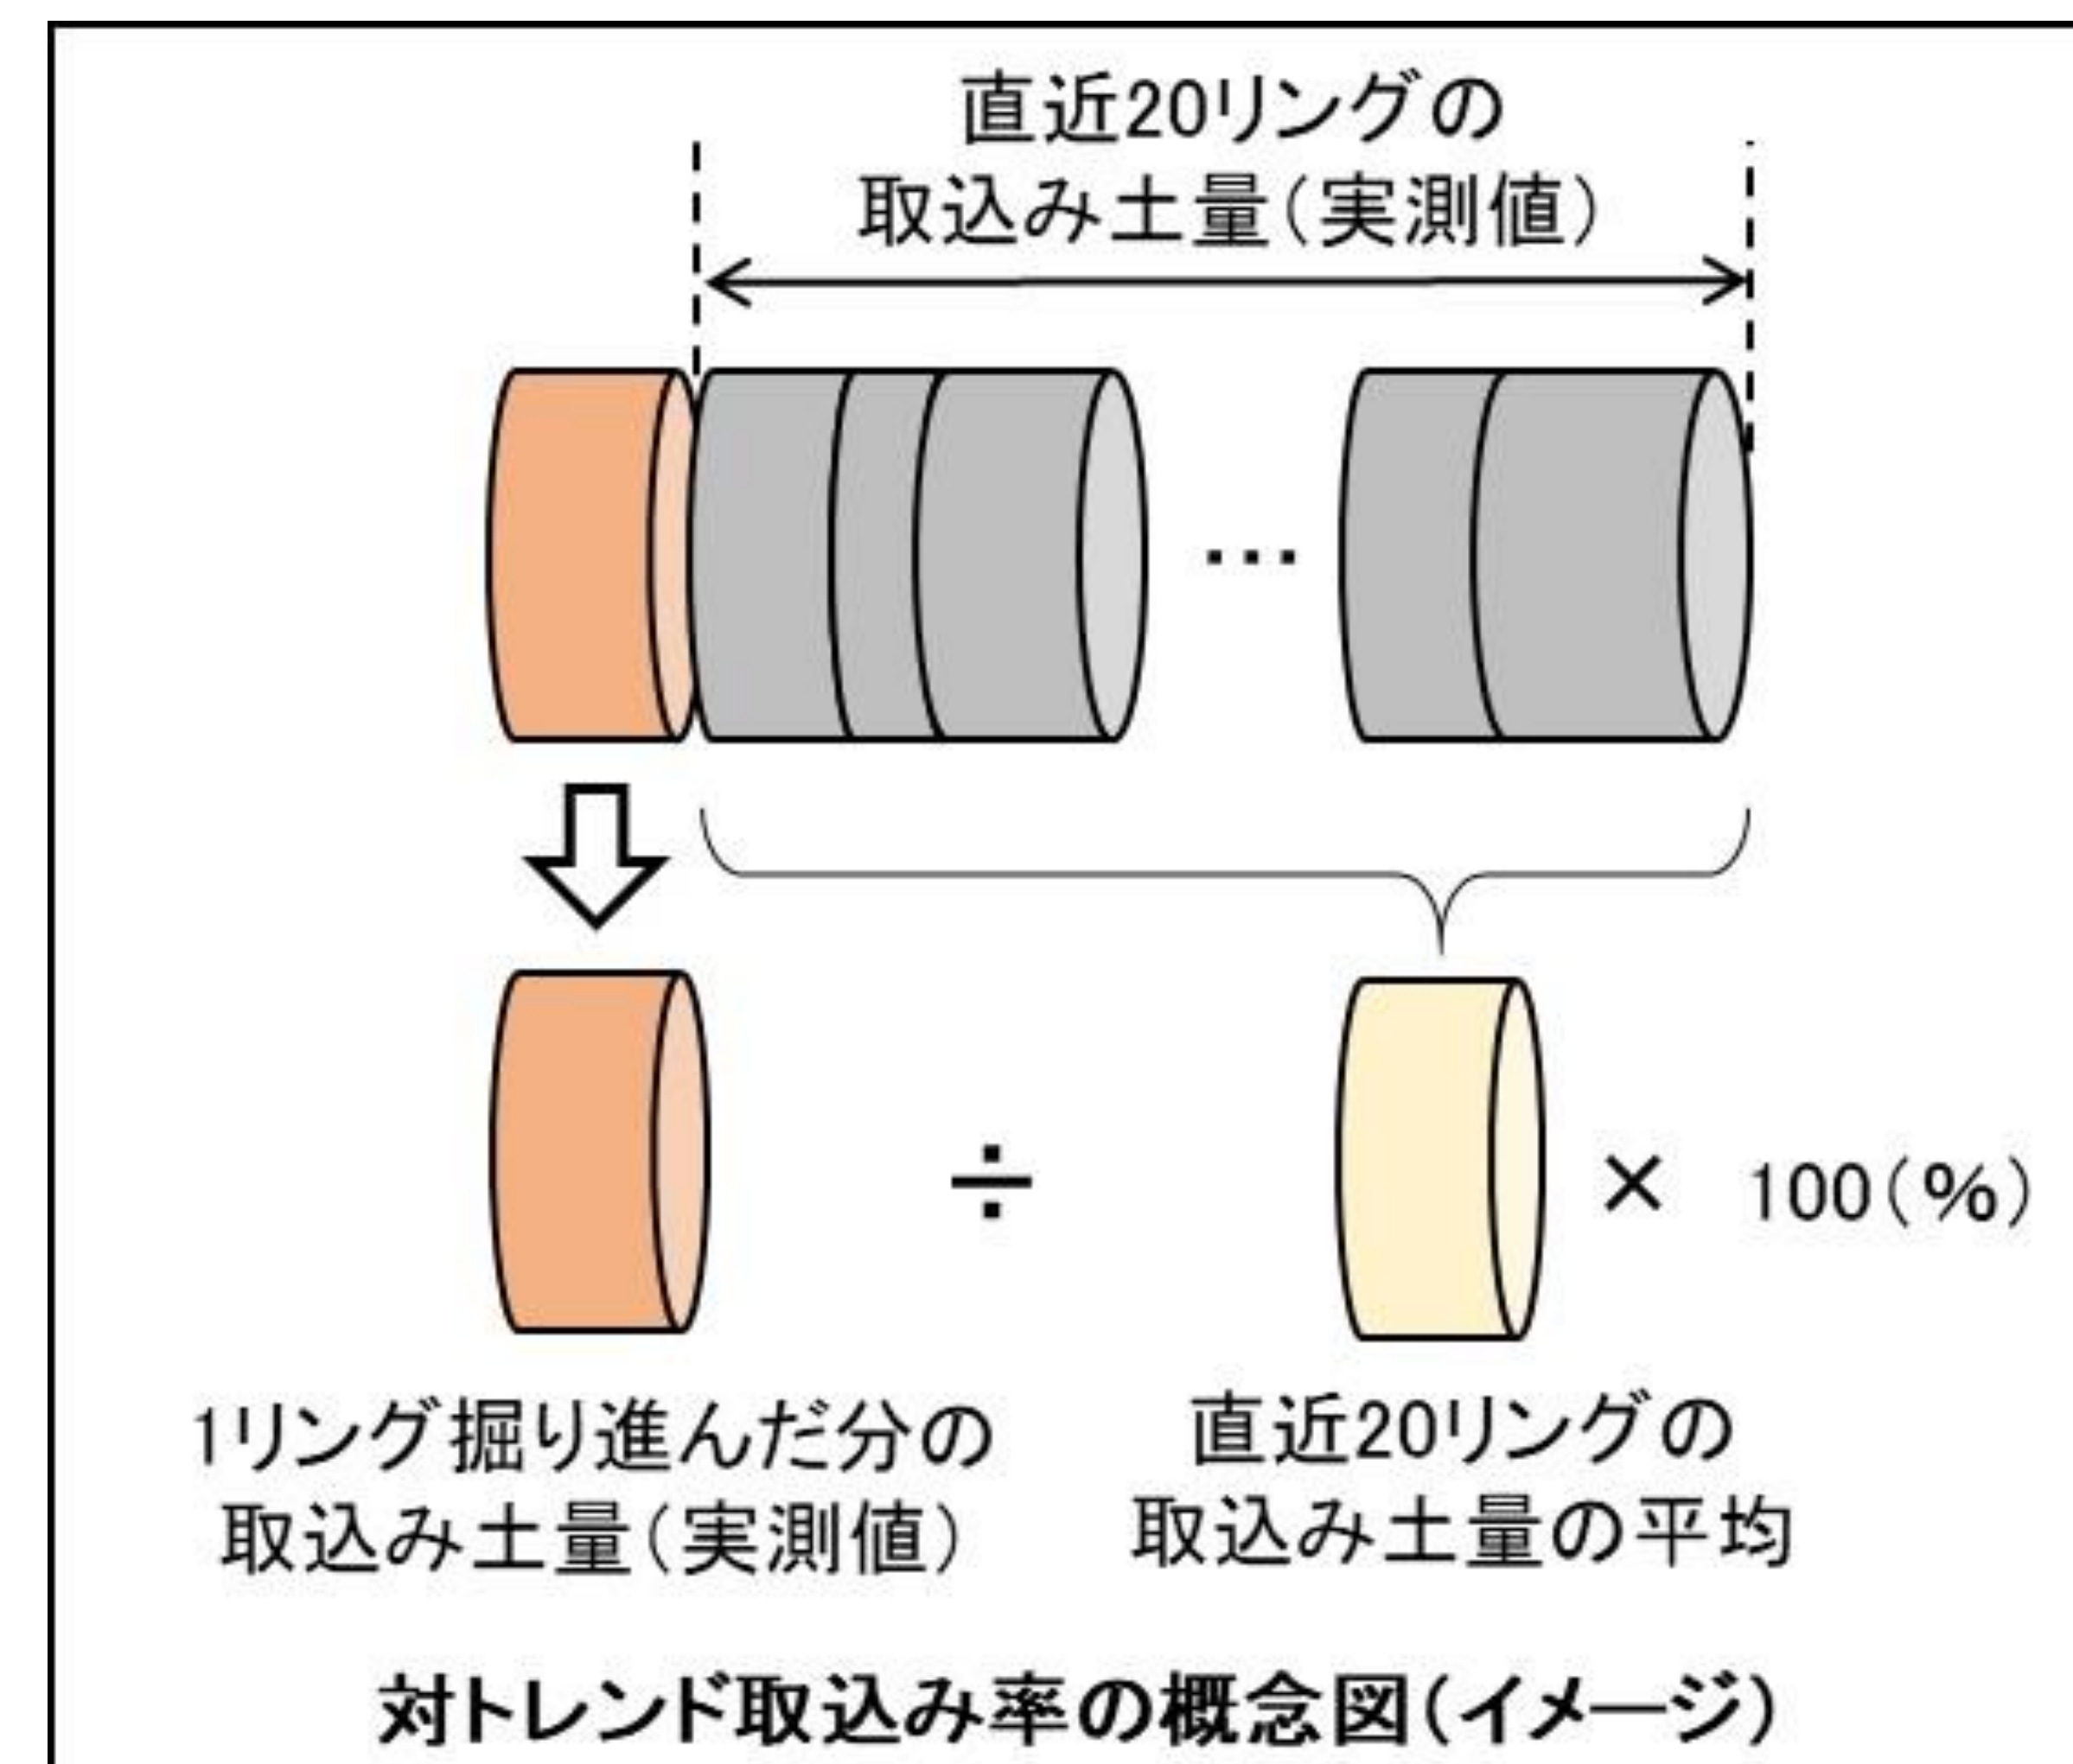 直近20リングの
取込み土量(実測値)
…
÷
× 100(%)
1リング掘り進んだ分の
取込み土量(実測値)
直近20リングの
取込み土量の平均
対トレンド取込み率の概念図(イメージ)